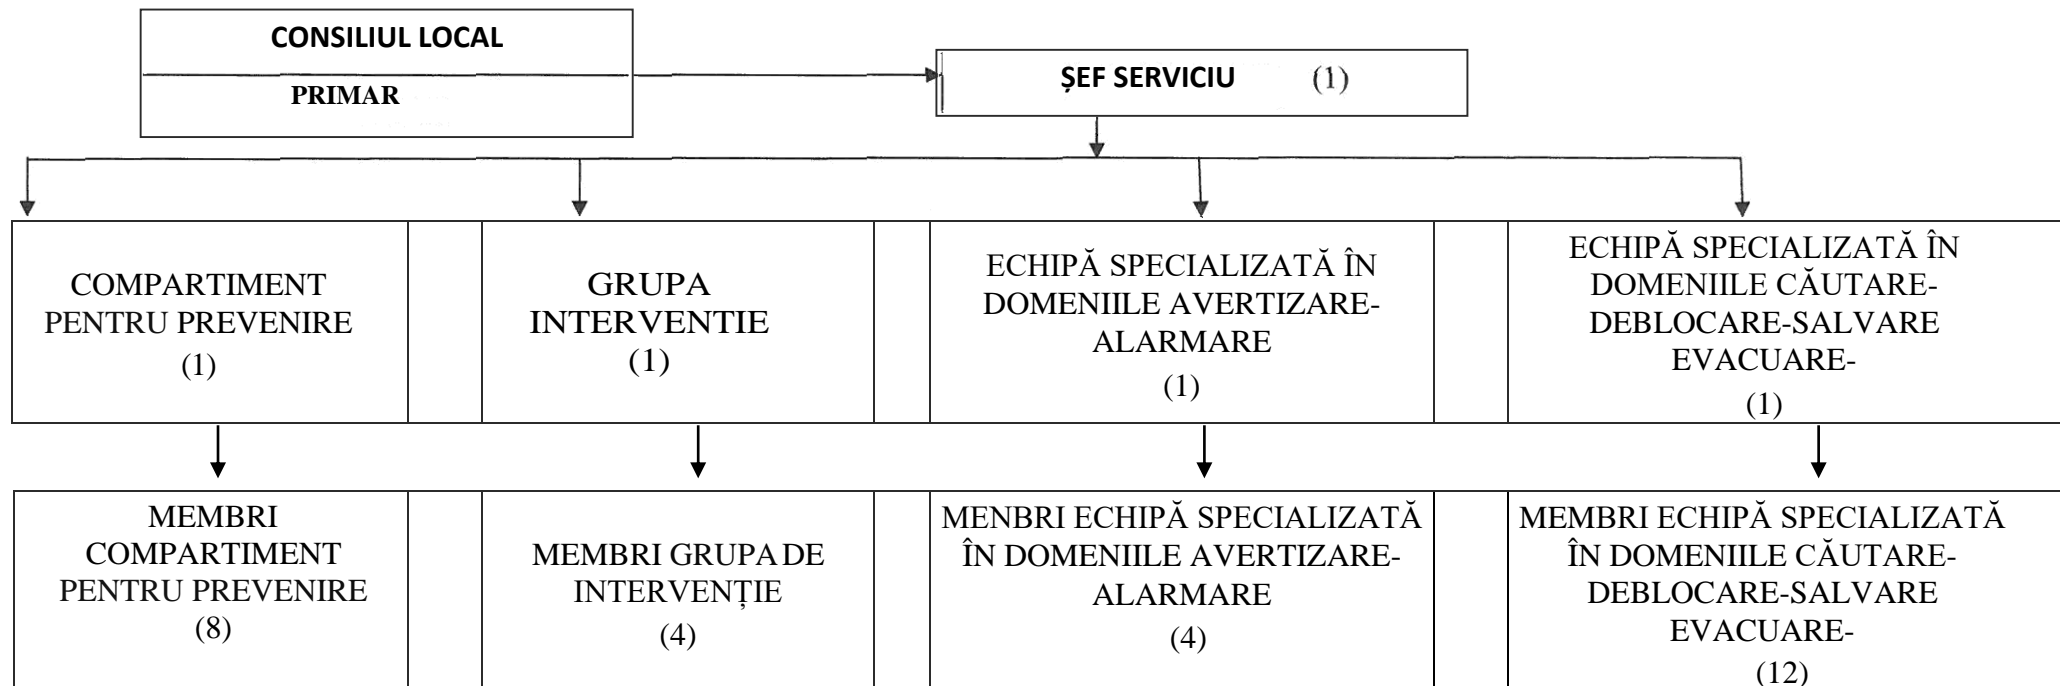 CONSILIUL LOCAL
PRIMAR
ȘEF SERVICIU (1)
COMPARTIMENT
PENTRU PREVENIRE
(1)
GRUPA
INTERVENTIE
(1)
ECHIPĂ SPECIALIZATĂ ÎN
DOMENIILE AVERTIZARE-
ALARMARE
(1)
ECHIPĂ SPECIALIZATĂ ÎN
DOMENIILE CĂUTARE-
DEBLOCARE-SALVARE
EVACUARE-
(1)
MEMBRI
COMPARTIMENT
PENTRU PREVENIRE
(8)
MEMBRI GRUPA DE
INTERVENȚIE
(4)
MENBRI ECHIPĂ SPECIALIZATĂ
ÎN DOMENIILE AVERTIZARE-
ALARMARE
(4)
MEMBRI ECHIPĂ SPECIALIZATĂ
ÎN DOMENIILE CĂUTARE-
DEBLOCARE-SALVARE
EVACUARE-
(12)